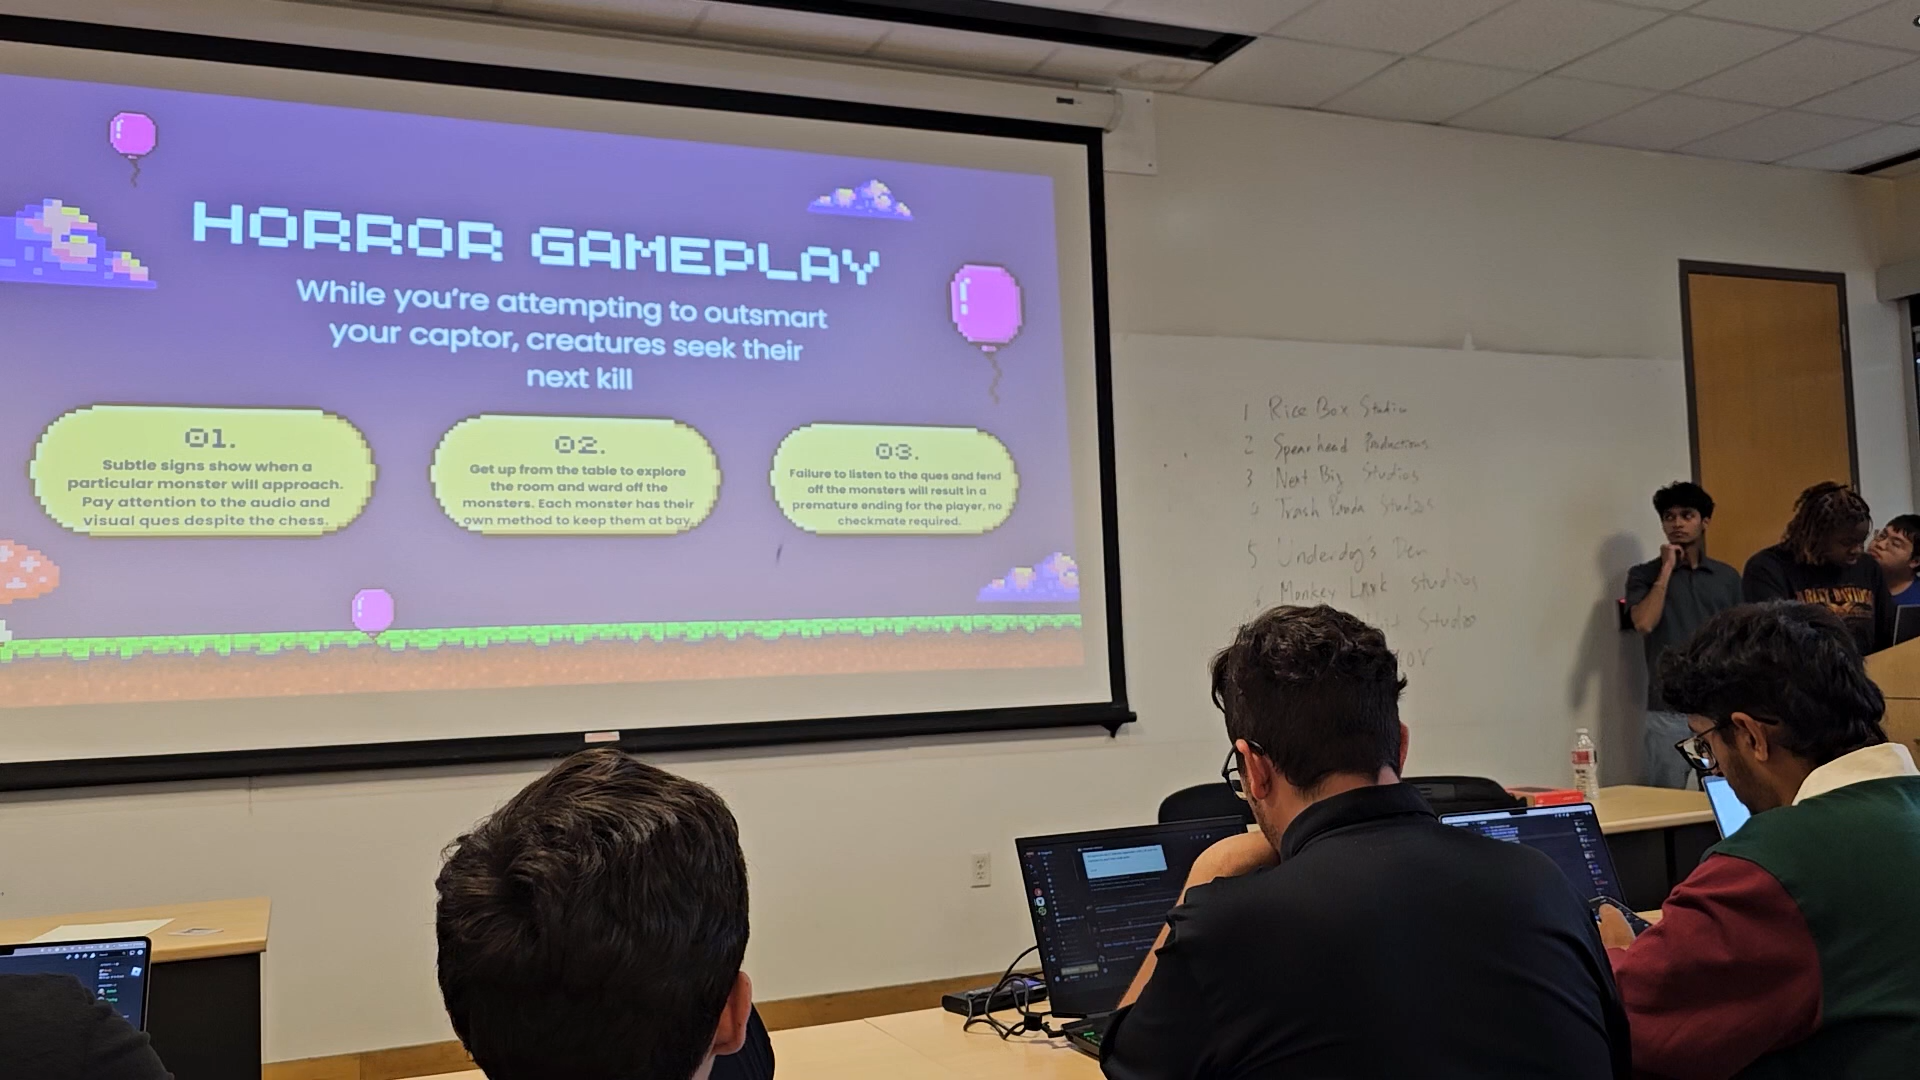 HORROR GAMEPLAY
While you're attempting to outsmart
your captor, creatures seek their
next kill
01.
Subtle signs show when a
particular monster will approach.
Pay attention to the audio and
visual ques despite the chess.
02.
Get up from the table to explore
the room and ward off the
monsters. Each monster has their
own method to keep them at bay.
03.
Failure to listen to the ques and fend
off the monsters will result in a
premature ending for the player, no
checkmate required.
1 Rice Box Studio
2 Spearhead Productions
3 Next Big Studios
4 Trash Panda Studios
5 Underdog's Den
6 Monkey Studios
Studio
HARLEY-DAVIDSON